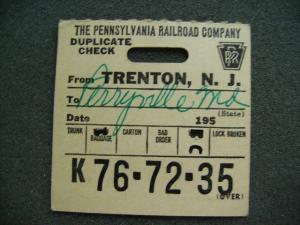 THE PENNSYLVANIA RAILROAD COMPANY
DUPLICATE
CHECK
PRR
From TRENTON, N. J.
To Perryville Md
(State)
Date 195
TRUNK BAGGAGE CARTON BAD ORDER LOCK BROKEN
K 76-72-35
(OVER)